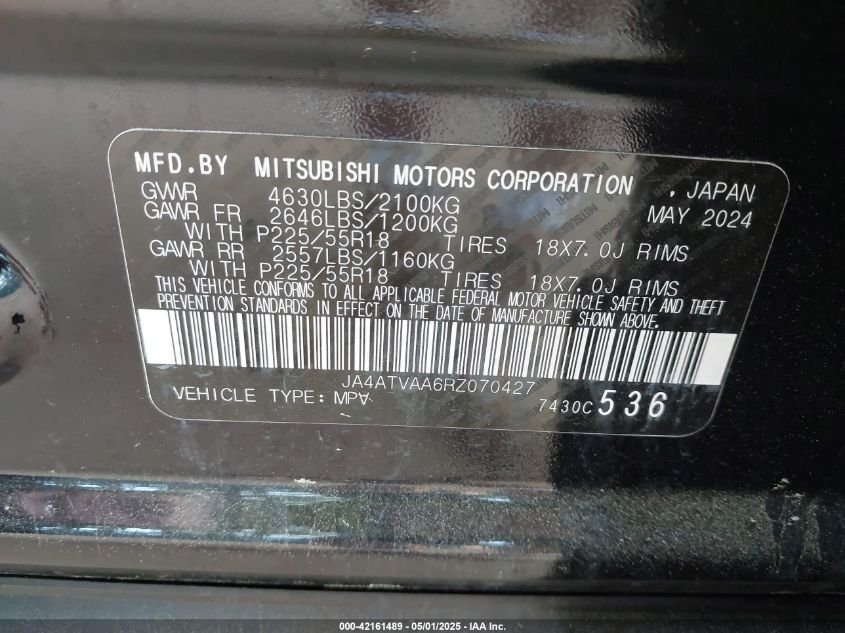 MFD.BY MITSUBISHI MOTORS CORPORATION , JAPAN
GVWR 4630LBS/2100KG MAY 2024
GAWR FR 2646LBS/1200KG
WITH P225/55R18 TIRES 18X7.0J RIMS
GAWR RR 2557LBS/1160KG
WITH P225/55R18 TIRES 18X7.0J RIMS
THIS VEHICLE CONFORMS TO ALL APPLICABLE FEDERAL MOTOR VEHICLE SAFETY AND THEFT
PREVENTION STANDARDS IN EFFECT ON THE DATE OF MANUFACTURE SHOWN ABOVE.
JA4ATVAA6RZ070427
VEHICLE TYPE: MPV 7430C 536
000-42161489 - 05/01/2025 - IAA Inc.